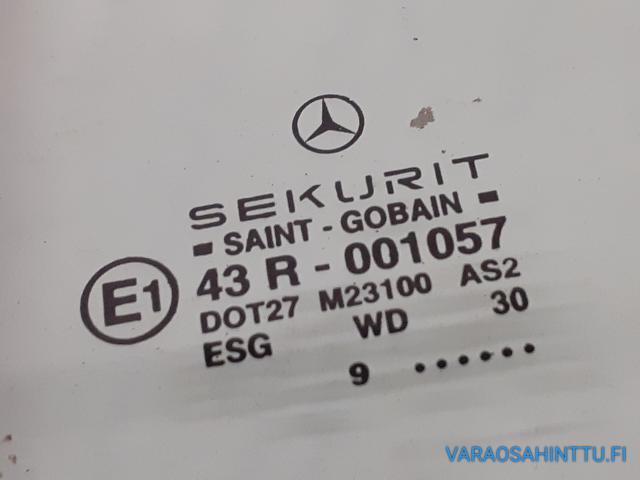 SEKURIT
SAINT - GOBAIN
E1 43 R - 001057
DOT27 M23100 AS2
ESG WD 30
9 ......
VARAOSAHINTTU.FI